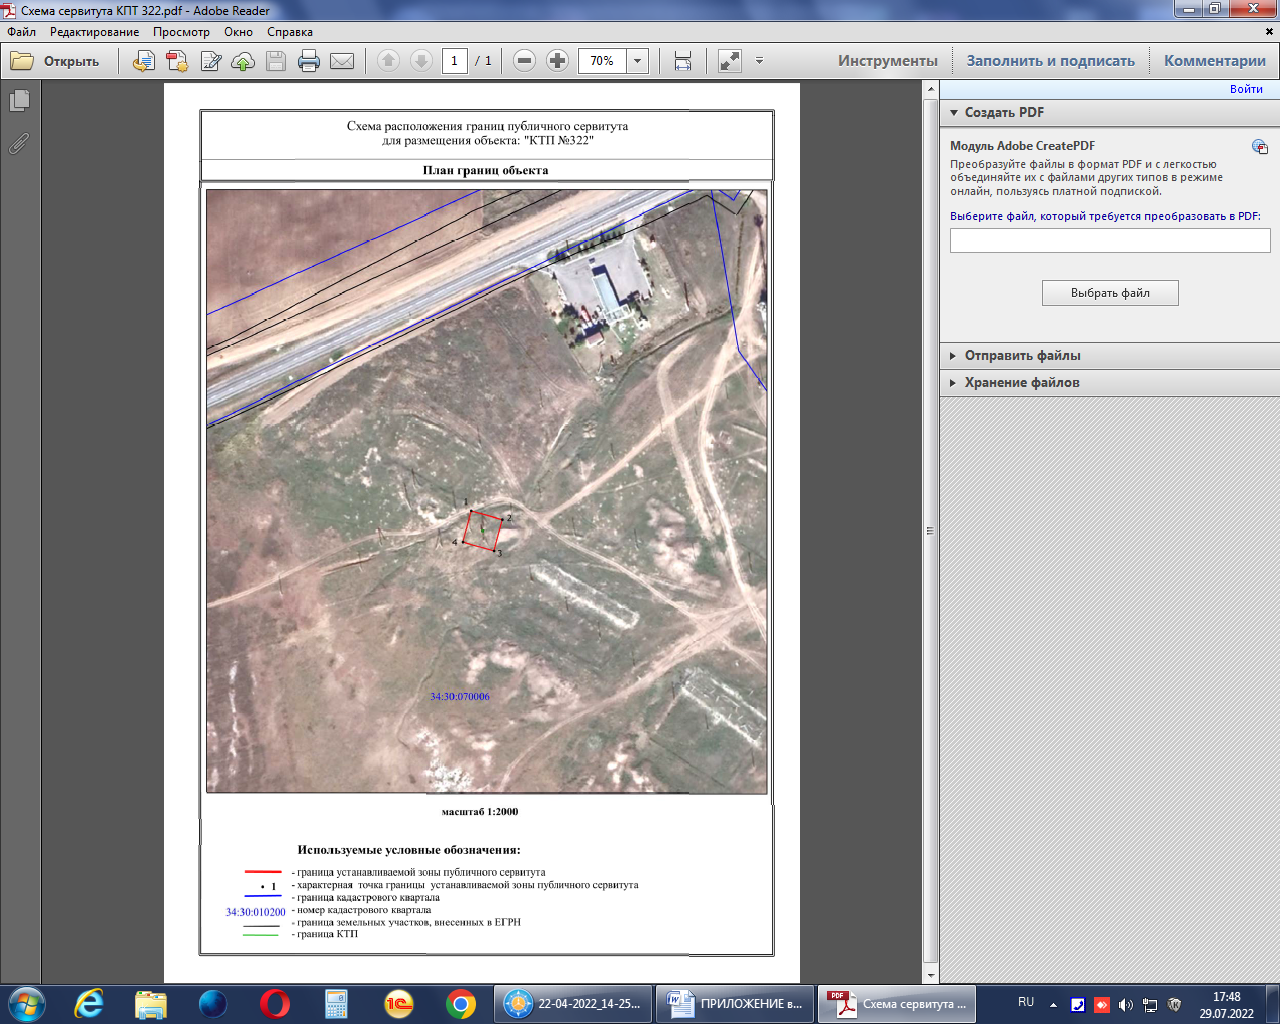 Схема сервитута КПТ 322.pdf - Adobe Reader
Файл Редактирование Просмотр Окно Справка
Открыть 1 / 1 70% Инструменты Заполнить и подписать Комментарии
Войти
Создать PDF
Модуль Adobe CreatePDF
Преобразуйте файлы в формат PDF и с легкостью
объединяйте их с файлами других типов в режиме
онлайн, пользуясь платной подпиской.
Выберите файл, который требуется преобразовать в PDF:
Выбрать файл
Отправить файлы
Хранение файлов
Схема расположения границ публичного сервитута
для размещения объекта: "КТП №322"
План границ объекта
1
2
3
4
34:30:070006
масштаб 1:2000
Используемые условные обозначения:
- граница устанавливаемой зоны публичного сервитута
• 1 - характерная точка границы устанавливаемой зоны публичного сервитута
- граница кадастрового квартала
34:30:010200 - номер кадастрового квартала
- граница земельных участков, внесенных в ЕГРН
- граница КТП
22-04-2022_14-25... ПРИЛОЖЕНИЕ в... Схема сервитута ... RU 17:48
29.07.2022